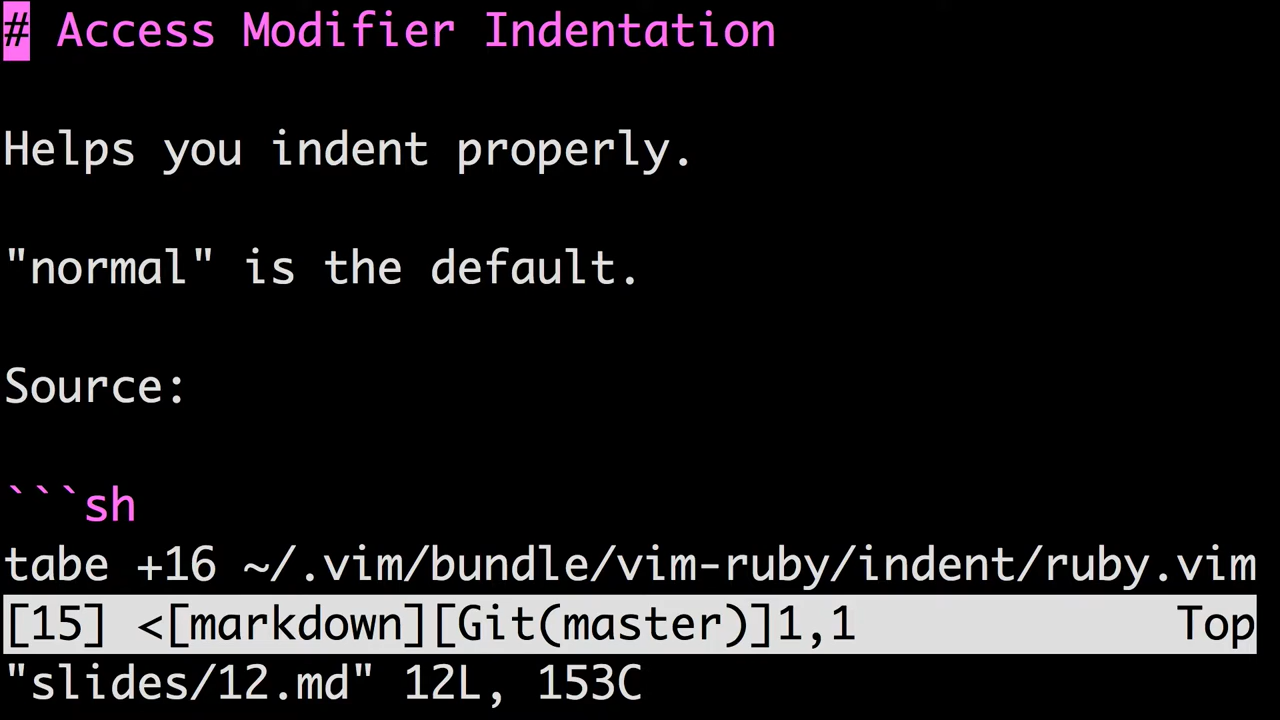 # Access Modifier Indentation
Helps you indent properly.
"normal" is the default.
Source:
```sh
tabe +16 ~/.vim/bundle/vim-ruby/indent/ruby.vim
[15] <[markdown][Git(master)]1,1 Top
"slides/12.md" 12L, 153C